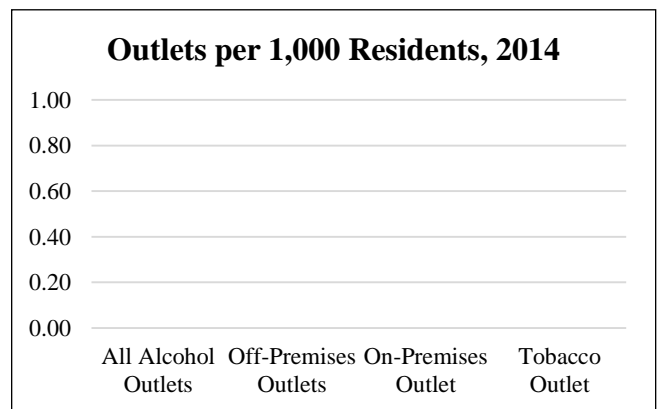 Outlets per 1,000 Residents, 2014
1.00
0.80
0.60
0.40
0.20
0.00
All Alcohol Off-Premises On-Premises Tobacco
Outlets Outlets Outlet Outlet